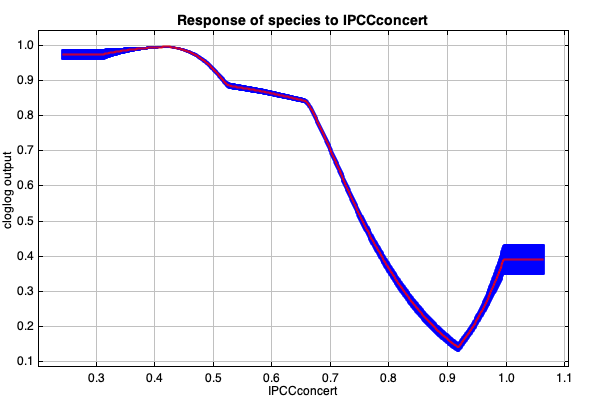 Response of species to IPCCconcert
1.0
0.9
0.8
0.7
0.6
0.5
0.4
0.3
0.2
0.1
cloglog output
0.3 0.4 0.5 0.6 0.7 0.8 0.9 1.0 1.1
IPCCconcert